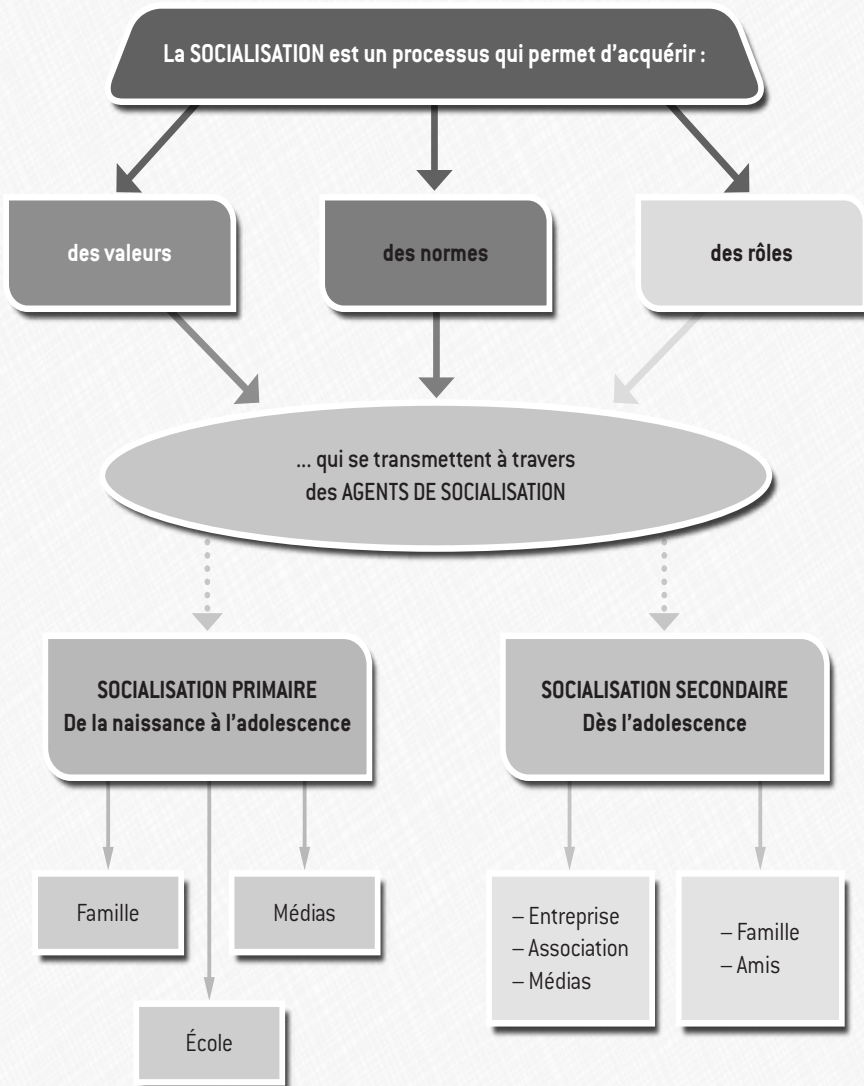 La SOCIALISATION est un processus qui permet d’acquérir :
des valeurs
des normes
des rôles
... qui se transmettent à travers
des AGENTS DE SOCIALISATION
SOCIALISATION PRIMAIRE
De la naissance à l’adolescence
SOCIALISATION SECONDAIRE
Dès l’adolescence
Famille
Médias
École
– Entreprise
– Association
– Médias
– Famille
– Amis